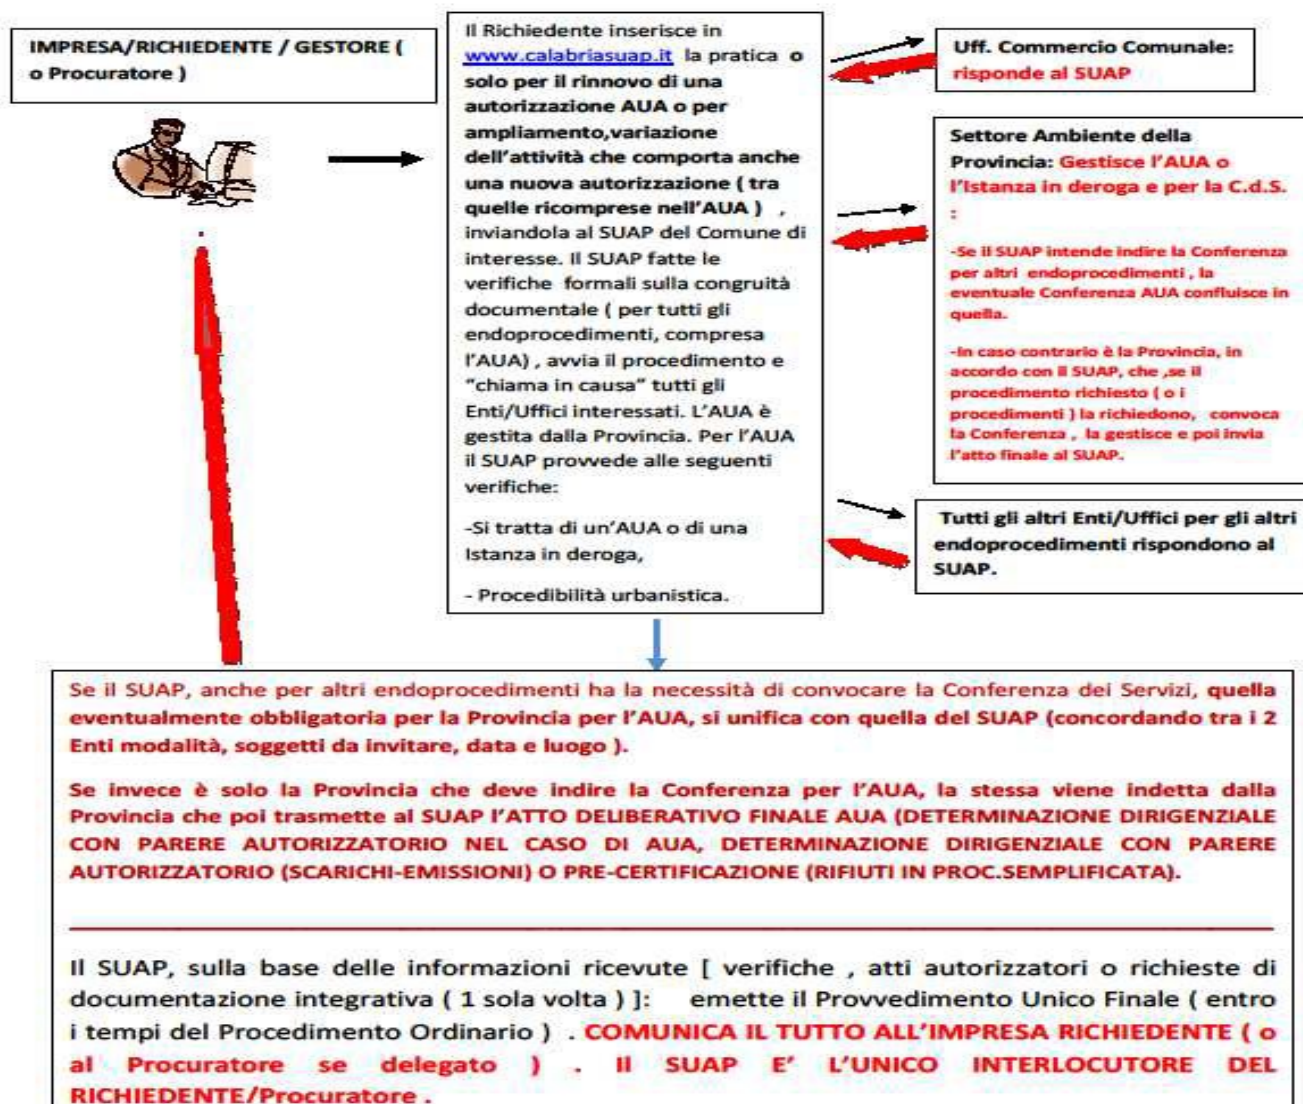 IMPRESA/RICHIEDENTE / GESTORE (
o Procuratore )
Il Richiedente inserisce in
www.calabriasuap.it la pratica o
solo per il rinnovo di una
autorizzazione AUA o per
ampliamento,variazione
dell'attività che comporta anche
una nuova autorizzazione ( tra
quelle ricomprese nell'AUA ) ,
inviandola al SUAP del Comune di
interesse. Il SUAP fatte le
verifiche formali sulla congruità
documentale ( per tutti gli
endoprocedimenti, compresa
l'AUA) , avvia il procedimento e
"chiama in causa" tutti gli
Enti/Uffici interessati. L'AUA è
gestita dalla Provincia. Per l'AUA
il SUAP provvede alle seguenti
verifiche:
-Si tratta di un'AUA o di una
Istanza in deroga,
- Procedibilità urbanistica.
Uff. Commercio Comunale:
risponde al SUAP
Settore Ambiente della
Provincia: Gestisce l'AUA o
l'Istanza in deroga e per la C.d.S.
:
-Se il SUAP intende indire la Conferenza
per altri endoprocedimenti , la
eventuale Conferenza AUA confluisce in
quella.
-In caso contrario è la Provincia, in
accordo con il SUAP, che ,se il
procedimento richiesto ( o i
procedimenti ) la richiedono, convoca
la Conferenza , la gestisce e poi invia
l'atto finale al SUAP.
Tutti gli altri Enti/Uffici per gli altri
endoprocedimenti rispondono al
SUAP.
Se il SUAP, anche per altri endoprocedimenti ha la necessità di convocare la Conferenza dei Servizi, quella
eventualmente obbligatoria per la Provincia per l'AUA, si unifica con quella del SUAP (concordando tra i 2
Enti modalità, soggetti da invitare, data e luogo ).
Se invece è solo la Provincia che deve indire la Conferenza per l'AUA, la stessa viene indetta dalla
Provincia che poi trasmette al SUAP l'ATTO DELIBERATIVO FINALE AUA (DETERMINAZIONE DIRIGENZIALE
CON PARERE AUTORIZZATORIO NEL CASO DI AUA, DETERMINAZIONE DIRIGENZIALE CON PARERE
AUTORIZZATORIO (SCARICHI-EMISSIONI) O PRE-CERTIFICAZIONE (RIFIUTI IN PROC.SEMPLIFICATA).
Il SUAP, sulla base delle informazioni ricevute [ verifiche , atti autorizzatori o richieste di
documentazione integrativa ( 1 sola volta ) ]: emette il Provvedimento Unico Finale ( entro
i tempi del Procedimento Ordinario ) . COMUNICA IL TUTTO ALL'IMPRESA RICHIEDENTE ( o
al Procuratore se delegato ) . Il SUAP E' L'UNICO INTERLOCUTORE DEL
RICHIEDENTE/Procuratore .